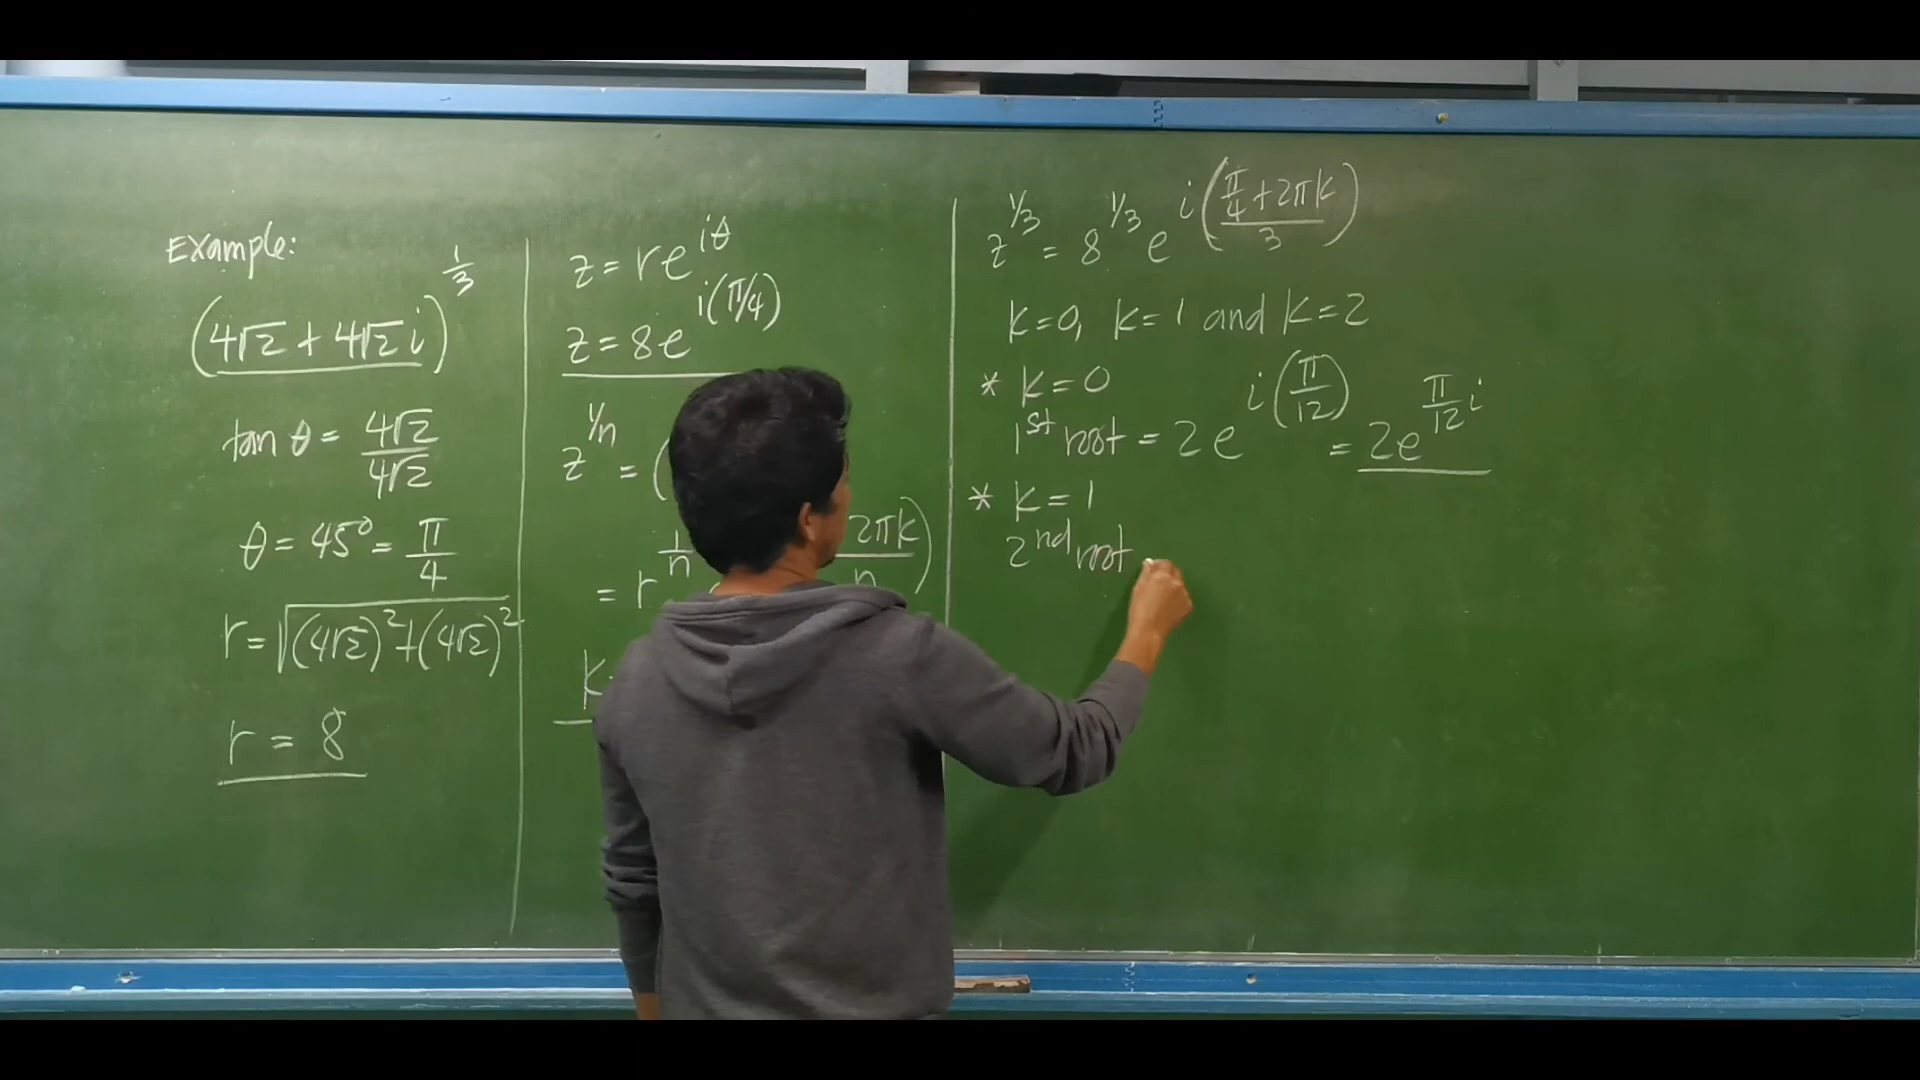 Example:
(4√2 + 4√2 i)^(1/3)
tan θ = 4√2 / 4√2
θ = 45° = π/4
r = √((4√2)² + (4√2)²)
r = 8
z = re^(iθ)
z = 8e^(i(π/4))
z^(1/n) = (
= r^(1/n) 2πk / n)
k
z^(1/3) = 8^(1/3) e^(i((π/4 + 2πk)/3))
k=0, k=1 and k=2
* k = 0
1st root = 2e^(i(π/12)) = 2e^(π/12 i)
* k = 1
2nd root